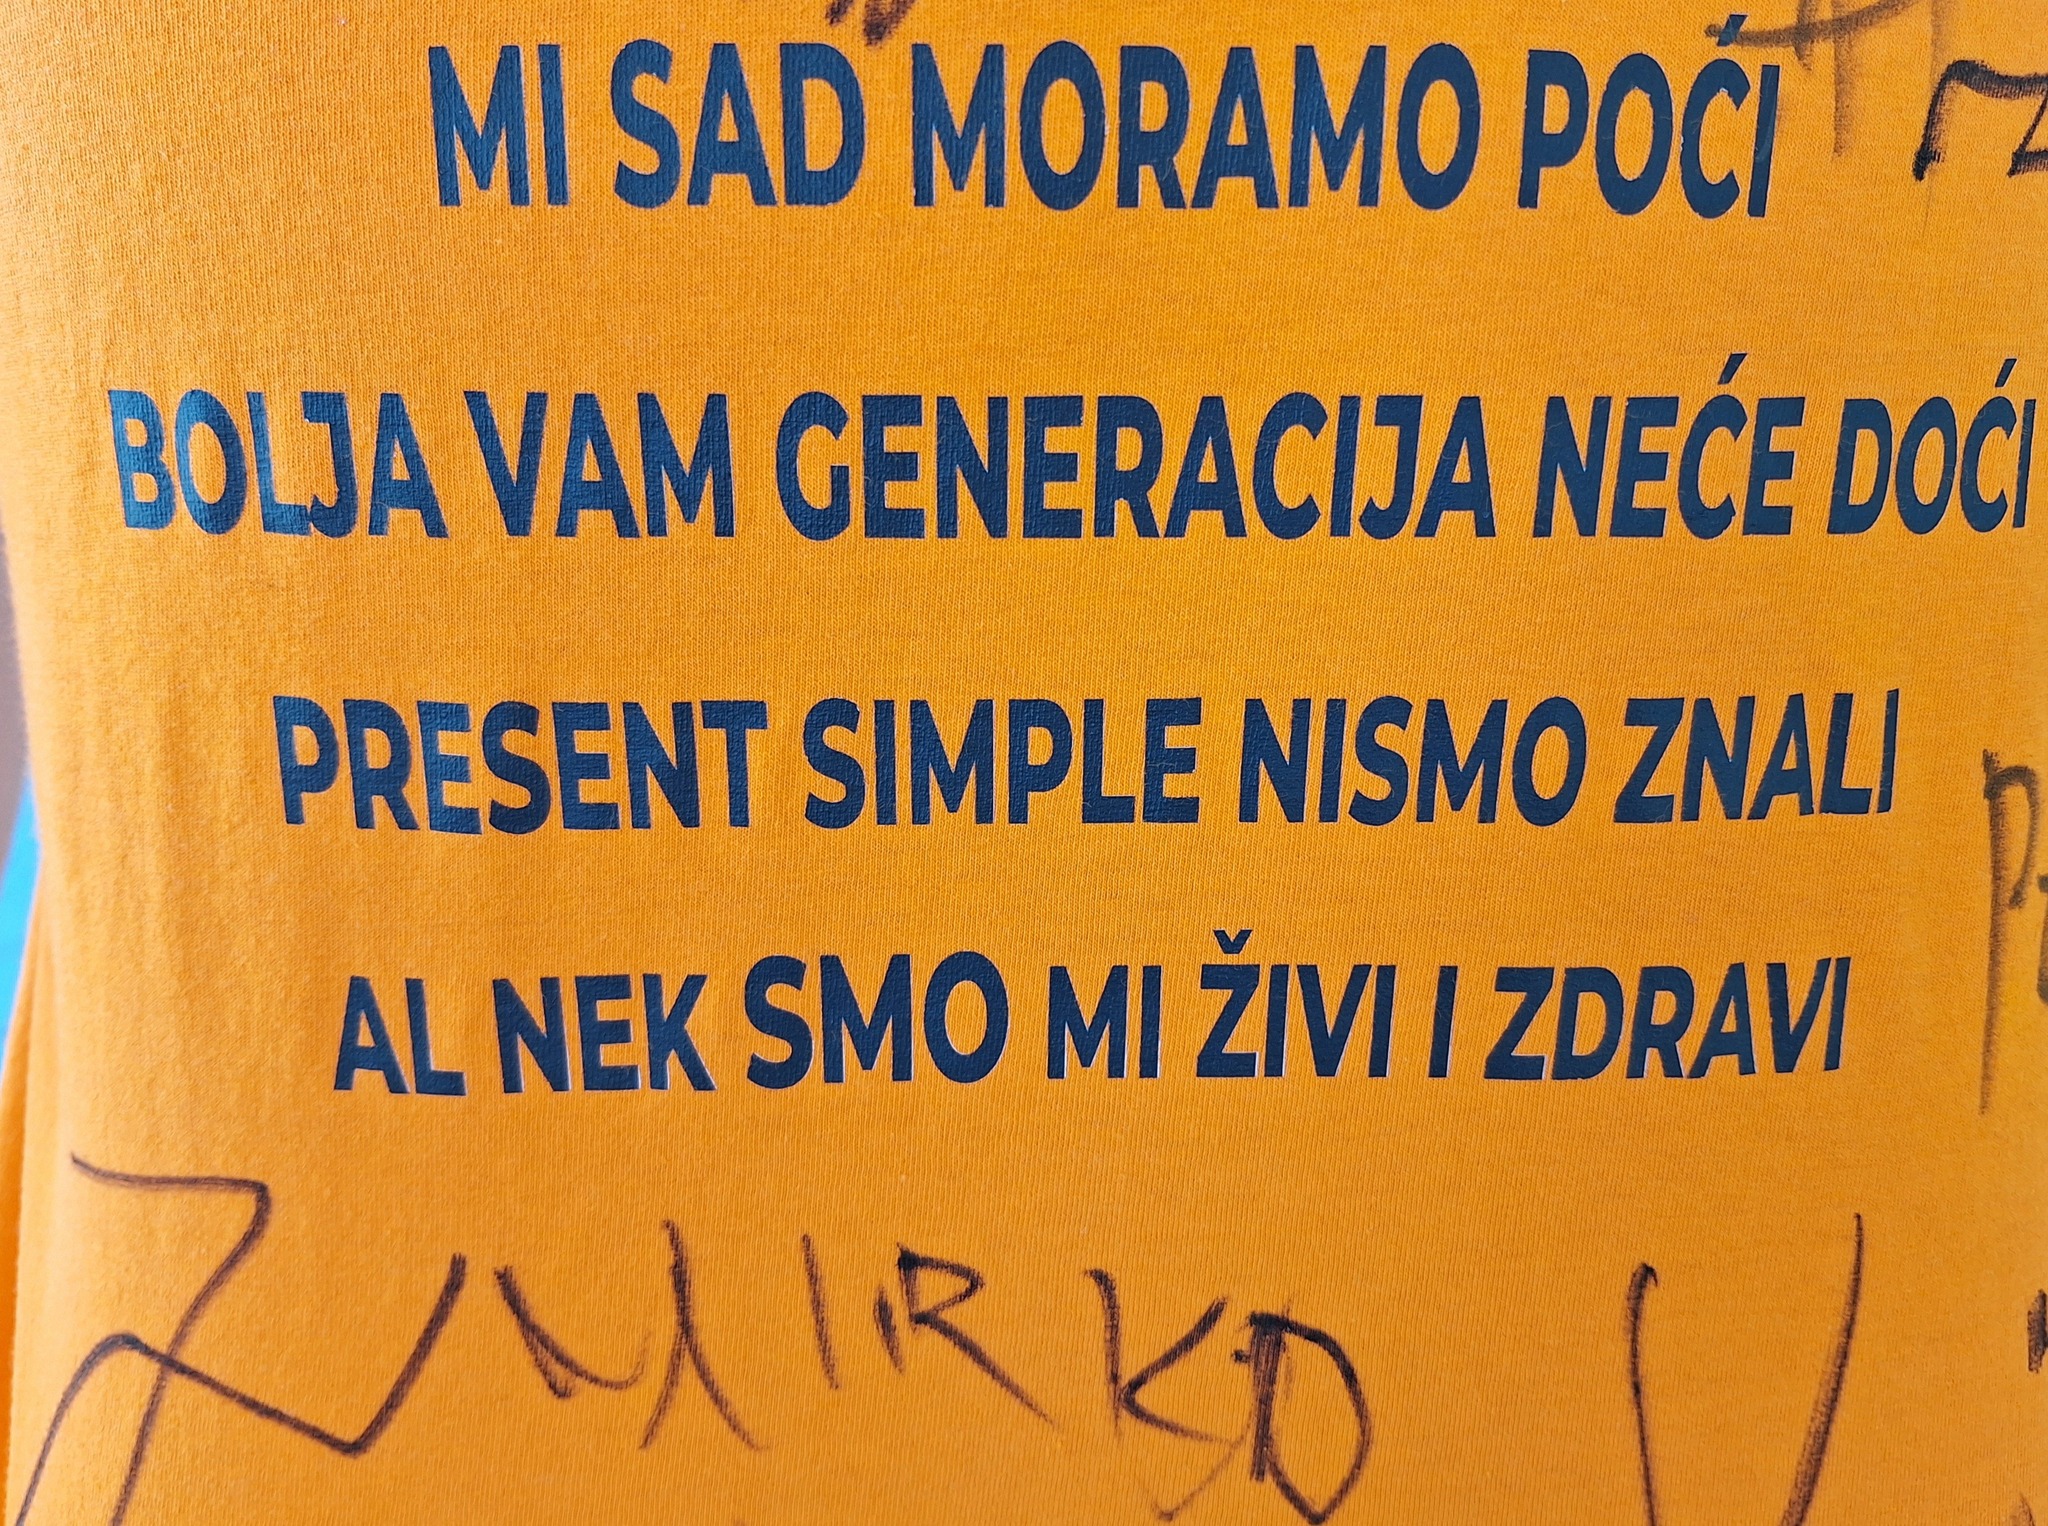 MI SAD MORAMO POĆI
BOLJA VAM GENERACIJA NEĆE DOĆI
PRESENT SIMPLE NISMO ZNALI
AL NEK SMO MI ŽIVI I ZDRAVI
MIRKO